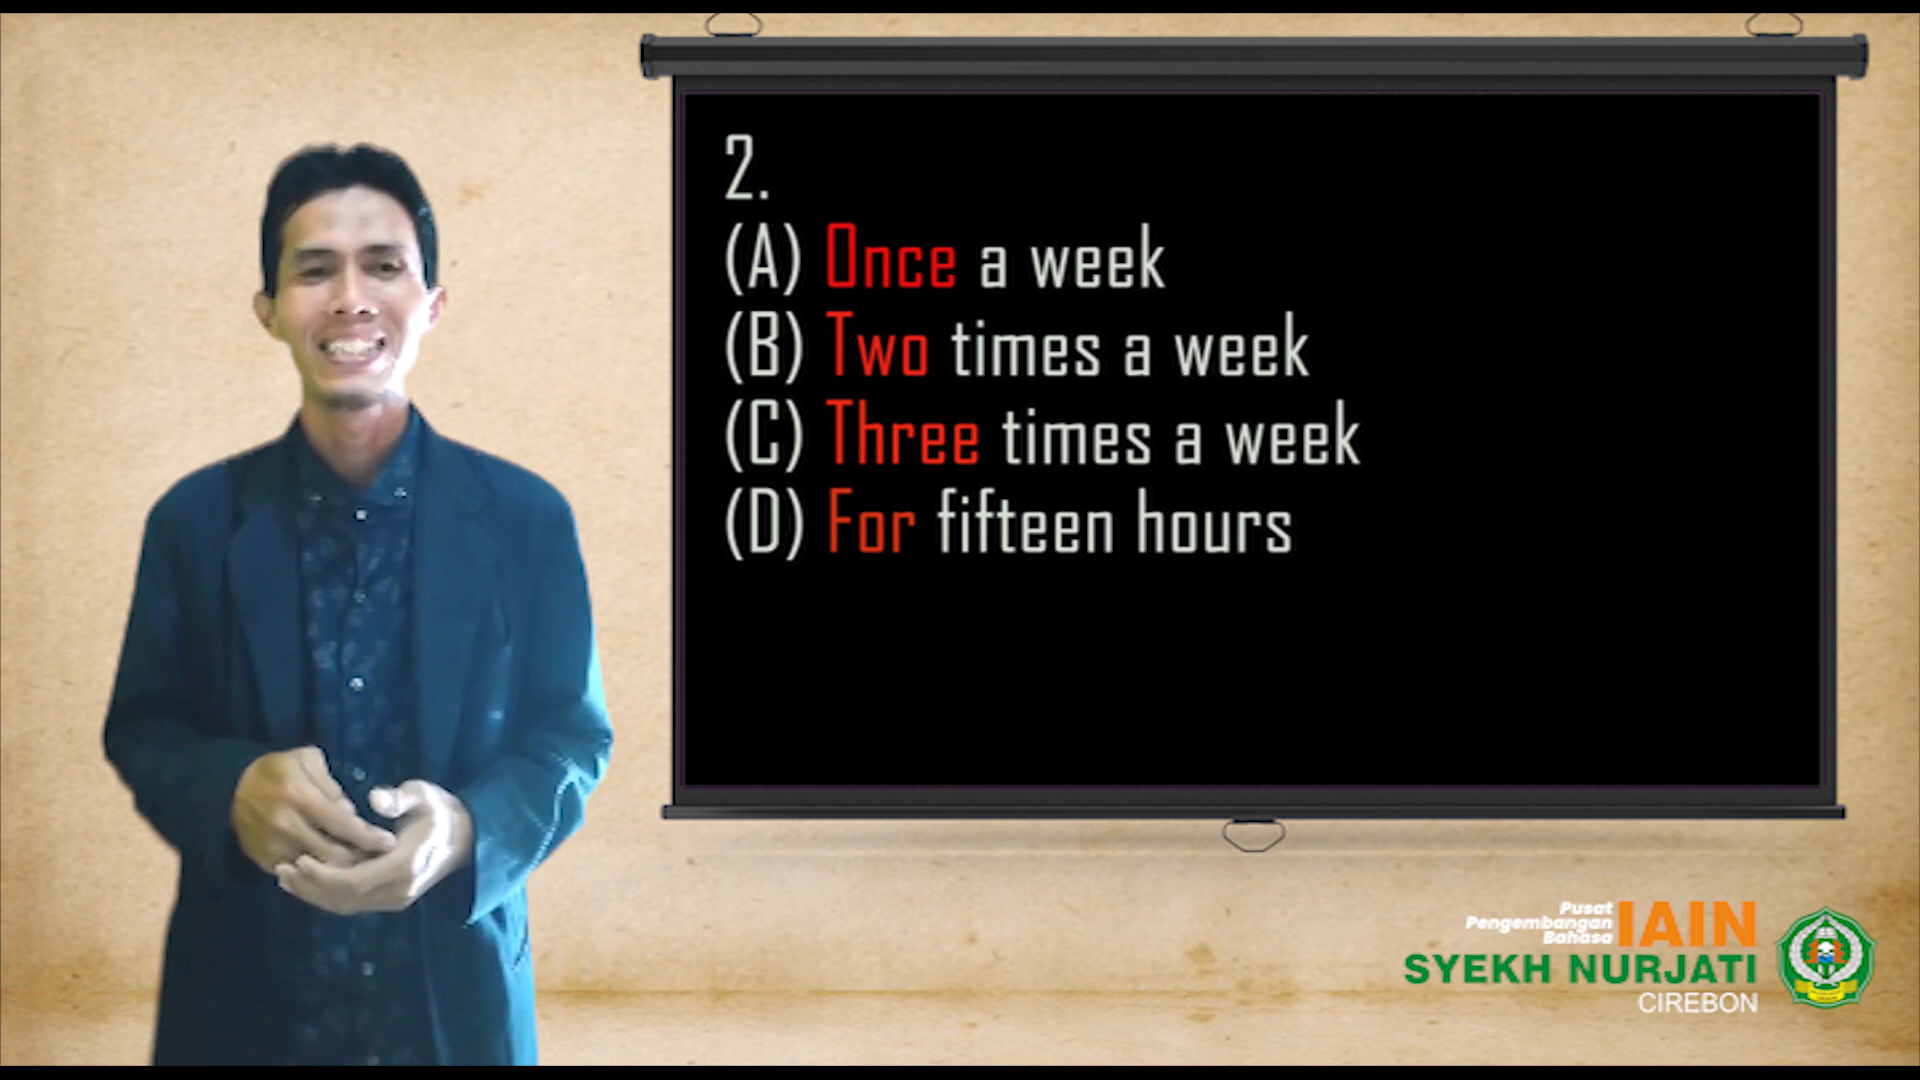 2.
(A) Once a week
(B) Two times a week
(C) Three times a week
(D) For fifteen hours
Pusat
Pengembangan
Bahasa
IAIN
SYEKH NURJATI
CIREBON